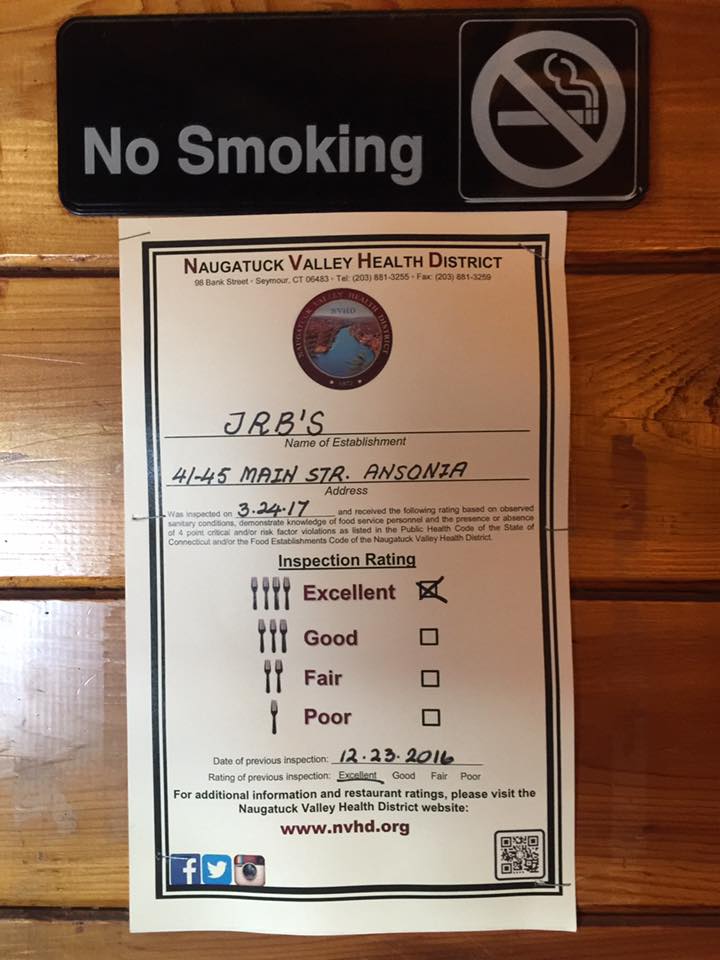 No Smoking
NAUGATUCK VALLEY HEALTH DISTRICT
98 Bank Street • Seymour, CT 06483 • Tel: (203) 881-3255 • Fax: (203) 881-3259
NAUGATUCK VALLEY HEALTH DISTRICT
NVHD
1972
JRB'S
Name of Establishment
41-45 MAIN STR. ANSONIA
Address
Was inspected on 3.24.17 and received the following rating based on observed
sanitary conditions, demonstrate knowledge of food service personnel and the presence or absence
of 4 point critical and/or risk factor violations as listed in the Public Health Code of the State of
Connecticut and/or the Food Establishments Code of the Naugatuck Valley Health District.
Inspection Rating
Excellent
Good
Fair
Poor
Date of previous inspection: 12.23.2016
Rating of previous inspection: Excellent Good Fair Poor
For additional information and restaurant ratings, please visit the
Naugatuck Valley Health District website:
www.nvhd.org